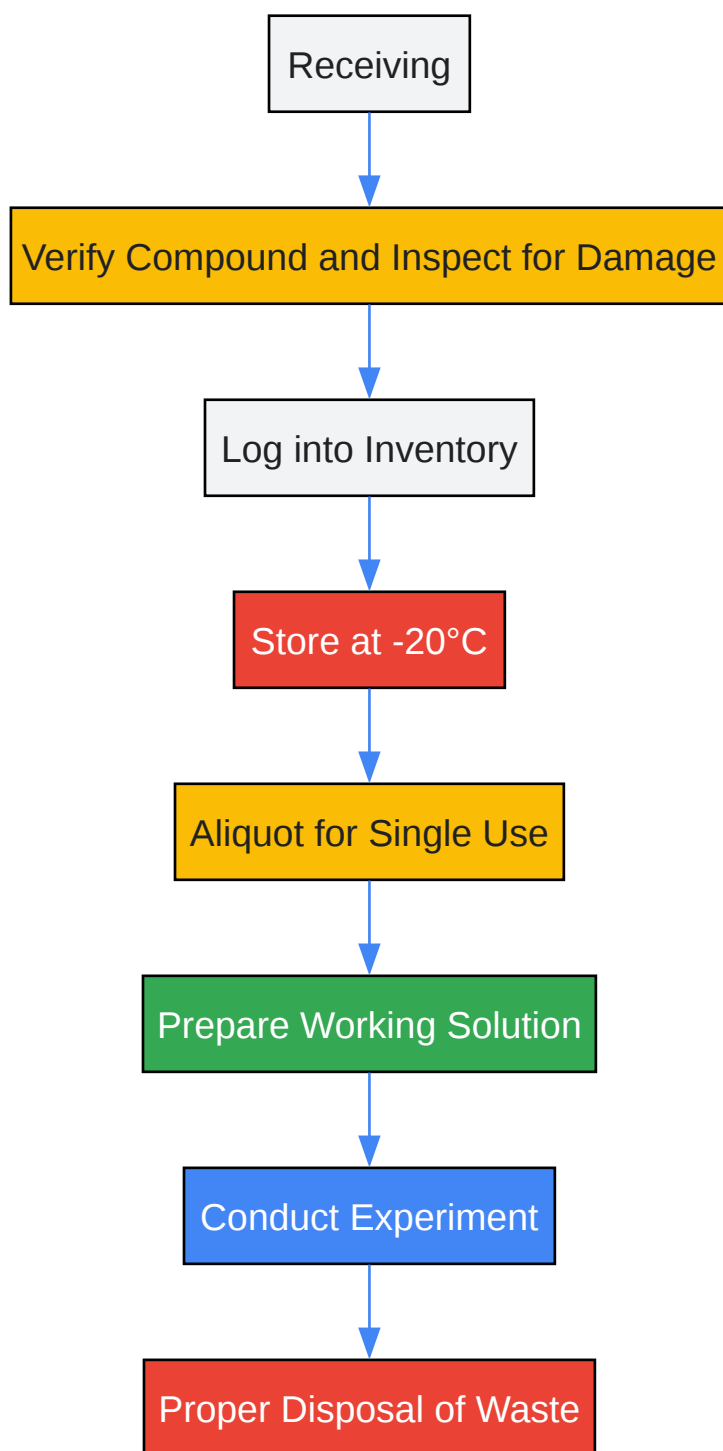 Receiving
Verify Compound and Inspect for Damage
Log into Inventory
Store at -20°C
Aliquot for Single Use
Prepare Working Solution
Conduct Experiment
Proper Disposal of Waste